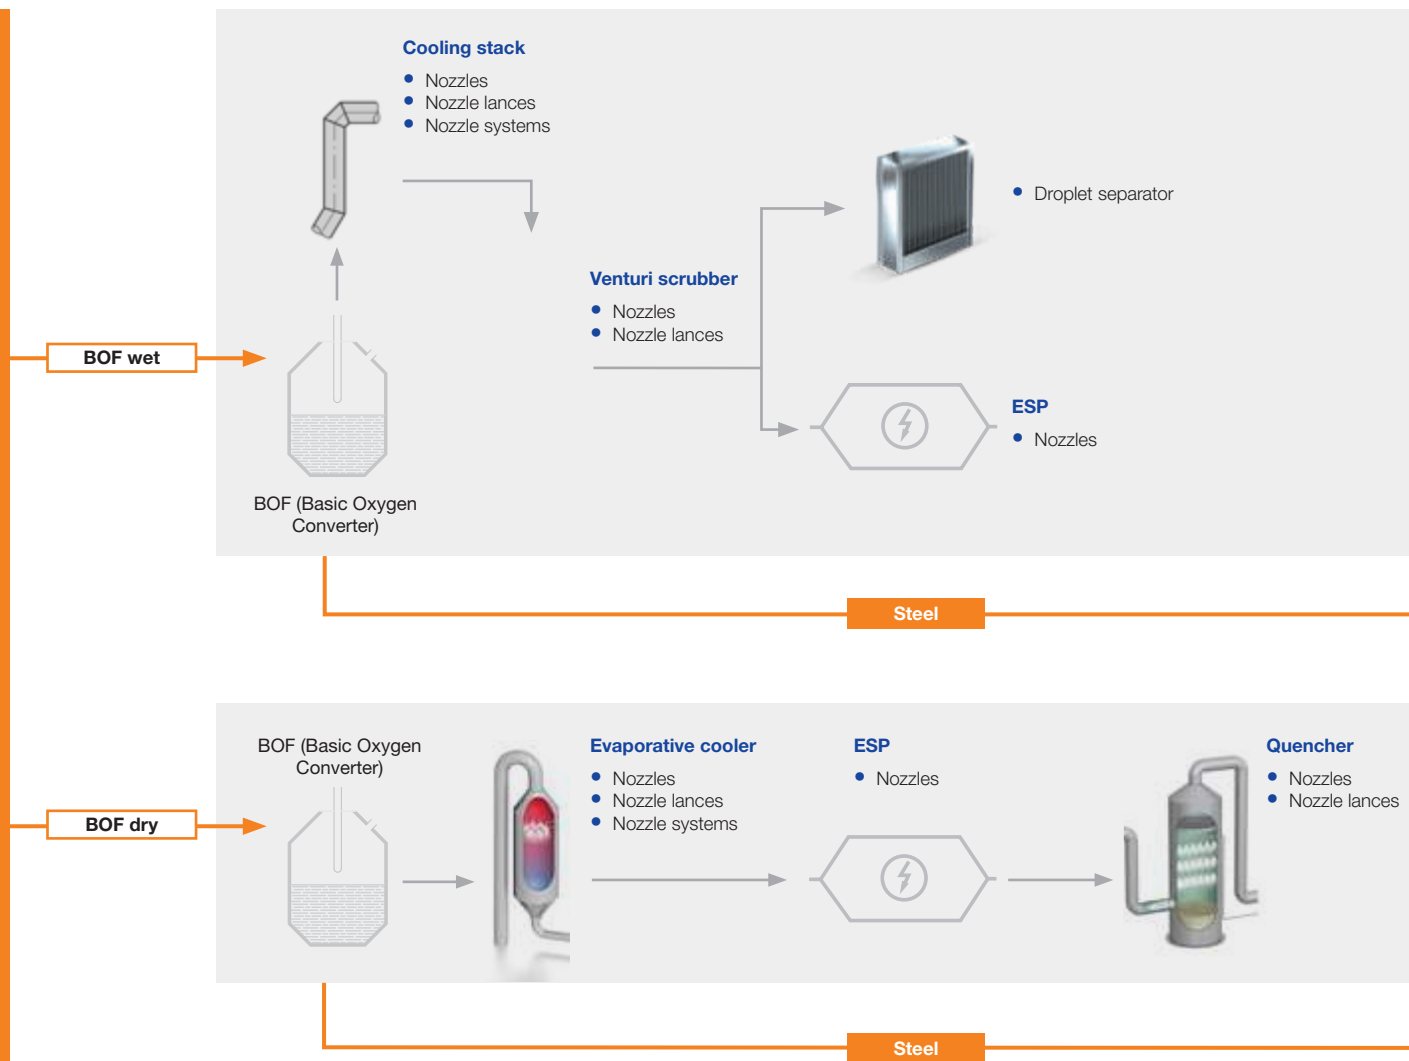 Cooling stack
• Nozzles
• Nozzle lances
• Nozzle systems
• Droplet separator
Venturi scrubber
• Nozzles
• Nozzle lances
BOF wet
ESP
• Nozzles
BOF (Basic Oxygen
Converter)
Steel
BOF (Basic Oxygen
Converter)
Evaporative cooler
• Nozzles
• Nozzle lances
• Nozzle systems
ESP
• Nozzles
Quencher
• Nozzles
• Nozzle lances
BOF dry
Steel